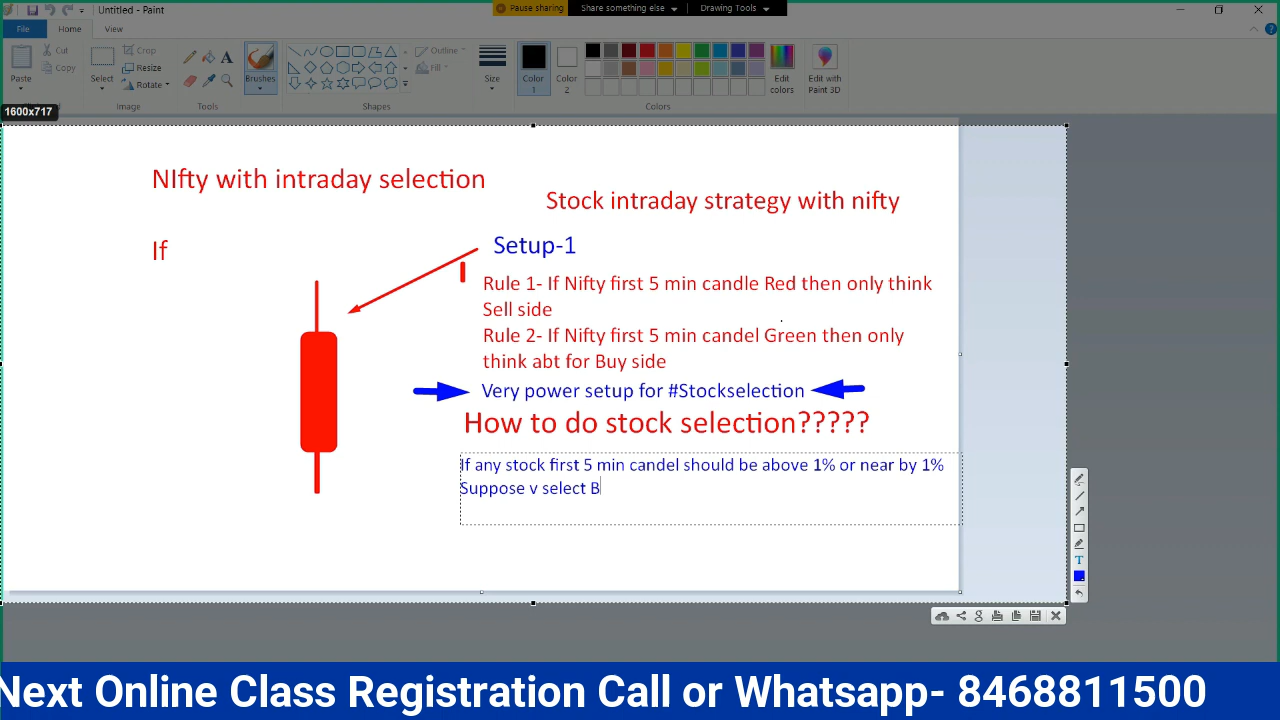 Untitled - Paint
Pause sharing
Share something else
Drawing Tools
File
Home
View
Paste
Cut
Copy
Select
Crop
Resize
Rotate
Image
Tools
Brushes
Shapes
Outline
Fill
Size
Color 1
Color 2
Edit colors
Edit with Paint 3D
Colors
1600x717
NIfty with intraday selection
Stock intraday strategy with nifty
If
Setup-1
Rule 1- If Nifty first 5 min candle Red then only think
Sell side
Rule 2- If Nifty first 5 min candel Green then only
think abt for Buy side
Very power setup for #Stockselection
How to do stock selection?????
If any stock first 5 min candel should be above 1% or near by 1%
Suppose v select B
Next Online Class Registration Call or Whatsapp- 8468811500